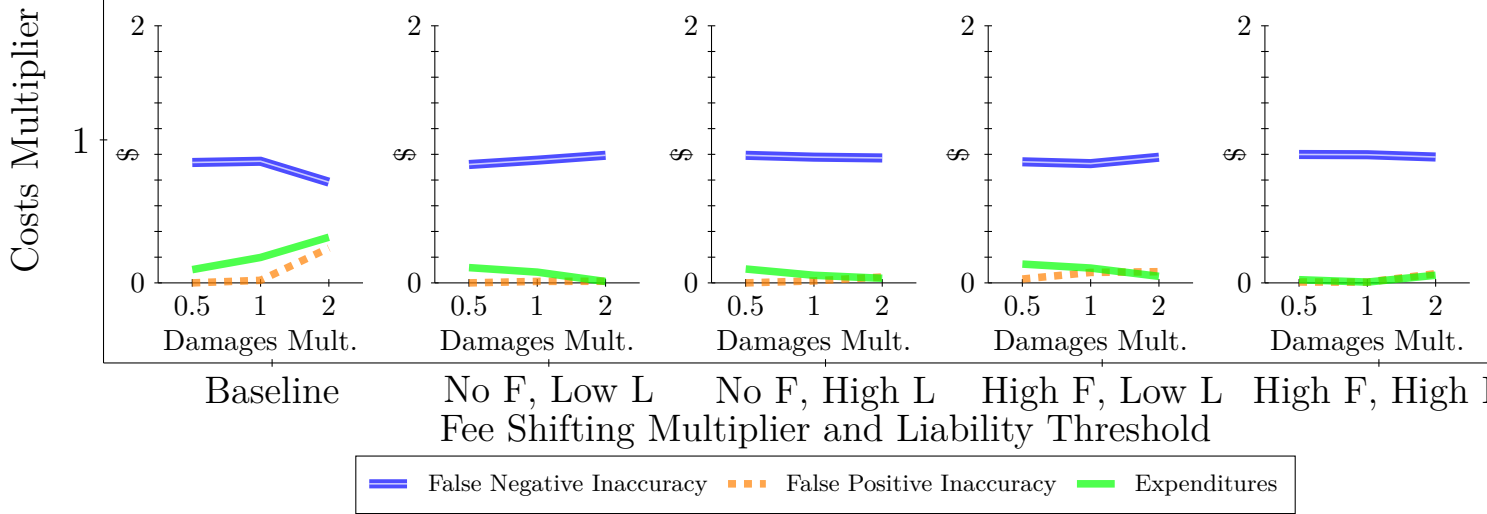 Costs Multiplier
1
2
$
0
0.5 1 2
Damages Mult.
2
$
0
0.5 1 2
Damages Mult.
2
$
0
0.5 1 2
Damages Mult.
2
$
0
0.5 1 2
Damages Mult.
2
$
0
0.5 1 2
Damages Mult.
Baseline
No F, Low L
No F, High L
High F, Low L
High F, High
Fee Shifting Multiplier and Liability Threshold
False Negative Inaccuracy
False Positive Inaccuracy
Expenditures